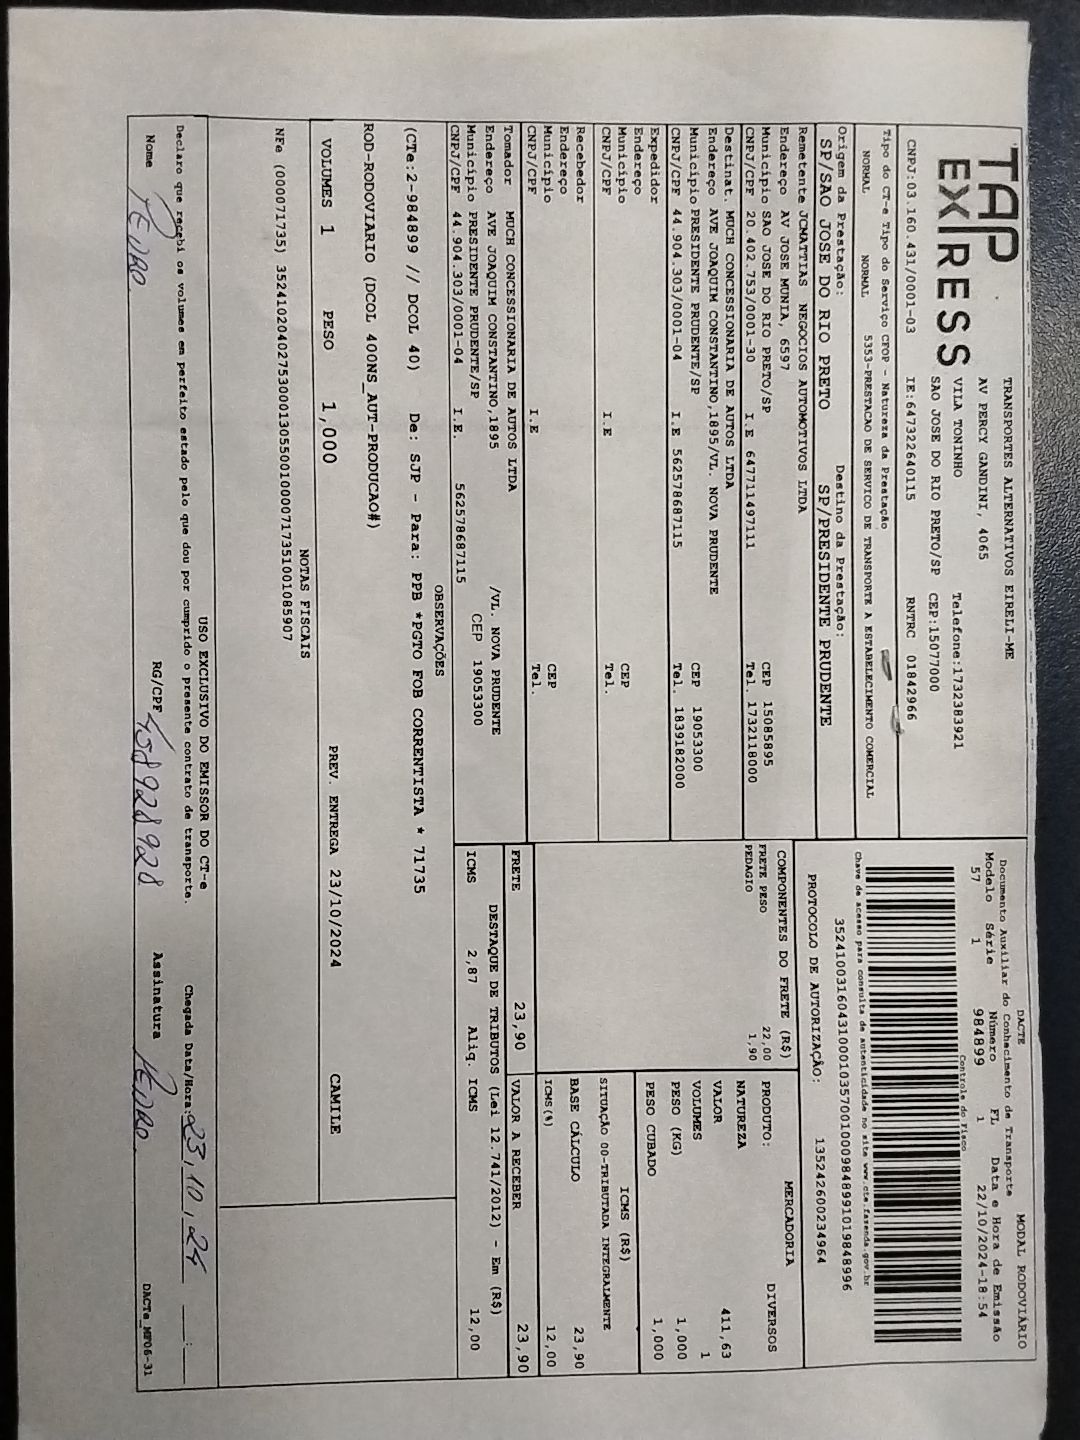 TAP
EXPRESS
TRANSPORTES ALTERNATIVOS EIRELI-ME
AV PERCY GANDINI, 4065
VILA TONINHO Telefone:1732383921
SAO JOSE DO RIO PRETO/SP CEP:15077000
CNPJ:03.160.431/0001-03 IE:647322640115 RNTRC 01842966
Tipo do CT-e Tipo do Serviço CFOP - Natureza da Prestação
NORMAL NORMAL 5353-PRESTACAO DE SERVICO DE TRANSPORTE A ESTABELECIMENTO COMERCIAL
Origem da Prestação: Destino da Prestação:
SP/SAO JOSE DO RIO PRETO SP/PRESIDENTE PRUDENTE
Remetente JCMATTIAS NEGOCIOS AUTOMOTIVOS LTDA
Endereço AV JOSE MUNIA, 6597
Município SAO JOSE DO RIO PRETO/SP CEP 15085895
CNPJ/CPF 20.402.753/0001-30 I.E 647711497111 Tel. 1732118000
Destinat. MUCH CONCESSIONARIA DE AUTOS LTDA
Endereço AVE JOAQUIM CONSTANTINO,1895/VL. NOVA PRUDENTE
Município PRESIDENTE PRUDENTE/SP CEP 19053300
CNPJ/CPF 44.904.303/0001-04 I.E 562578687115 Tel. 1839182000
Expedidor
Endereço
Município CEP
CNPJ/CPF I.E Tel.
Recebedor
Endereço
Município CEP
CNPJ/CPF I.E Tel.
Tomador MUCH CONCESSIONARIA DE AUTOS LTDA
Endereço AVE JOAQUIM CONSTANTINO,1895 /VL. NOVA PRUDENTE
Município PRESIDENTE PRUDENTE/SP CEP 19053300
CNPJ/CPF 44.904.303/0001-04 I.E. 562578687115
DACTE MODAL RODOVIÁRIO
Documento Auxiliar do Conhecimento de Transporte
Modelo Série Número FL Data e Hora de Emissão
57 1 984899 1 22/10/2024-18:54
Controle do Fisco
Chave de acesso para consulta de autenticidade no site www.cte.fazenda.gov.br
35241003160431000103570010009848991019848996
PROTOCOLO DE AUTORIZAÇÃO: 135242600234964
COMPONENTES DO FRETE (R$)
FRETE PESO 22,00
PEDAGIO 1,90
MERCADORIA
PRODUTO: DIVERSOS
NATUREZA
VALOR 411,63
VOLUMES 1
PESO (KG) 1,000
PESO CUBADO 1,000
ICMS (R$)
SITUAÇÃO 00-TRIBUTADA INTEGRALMENTE
BASE CÁLCULO 23,90
ICMS(%) 12,00
FRETE 23,90 VALOR A RECEBER 23,90
DESTAQUE DE TRIBUTOS (Lei 12.741/2012) - Em (R$)
ICMS 2,87 Aliq. ICMS 12,00
OBSERVAÇÕES
(CTe:2-984899 // DCOL 40) De: SJP - Para: PPB *PGTO FOB CORRENTISTA * 71735
ROD-RODOVIARIO (DCOL 400NS_AUT-PRODUCAO#)
VOLUMES 1 PESO 1,000 PREV. ENTREGA 23/10/2024 CAMILE
NOTAS FISCAIS
NFe (000071735) 35241020402753000130550010000717351001085907
USO EXCLUSIVO DO EMISSOR DO CT-e
Declaro que recebi os volumes em perfeito estado pelo que dou por cumprido o presente contrato de transporte. Chegada Data/Hora: 23,10,24 :
Nome PEDRO RG/CPF 458928928 Assinatura PEDRO
DACTe_MF06-31